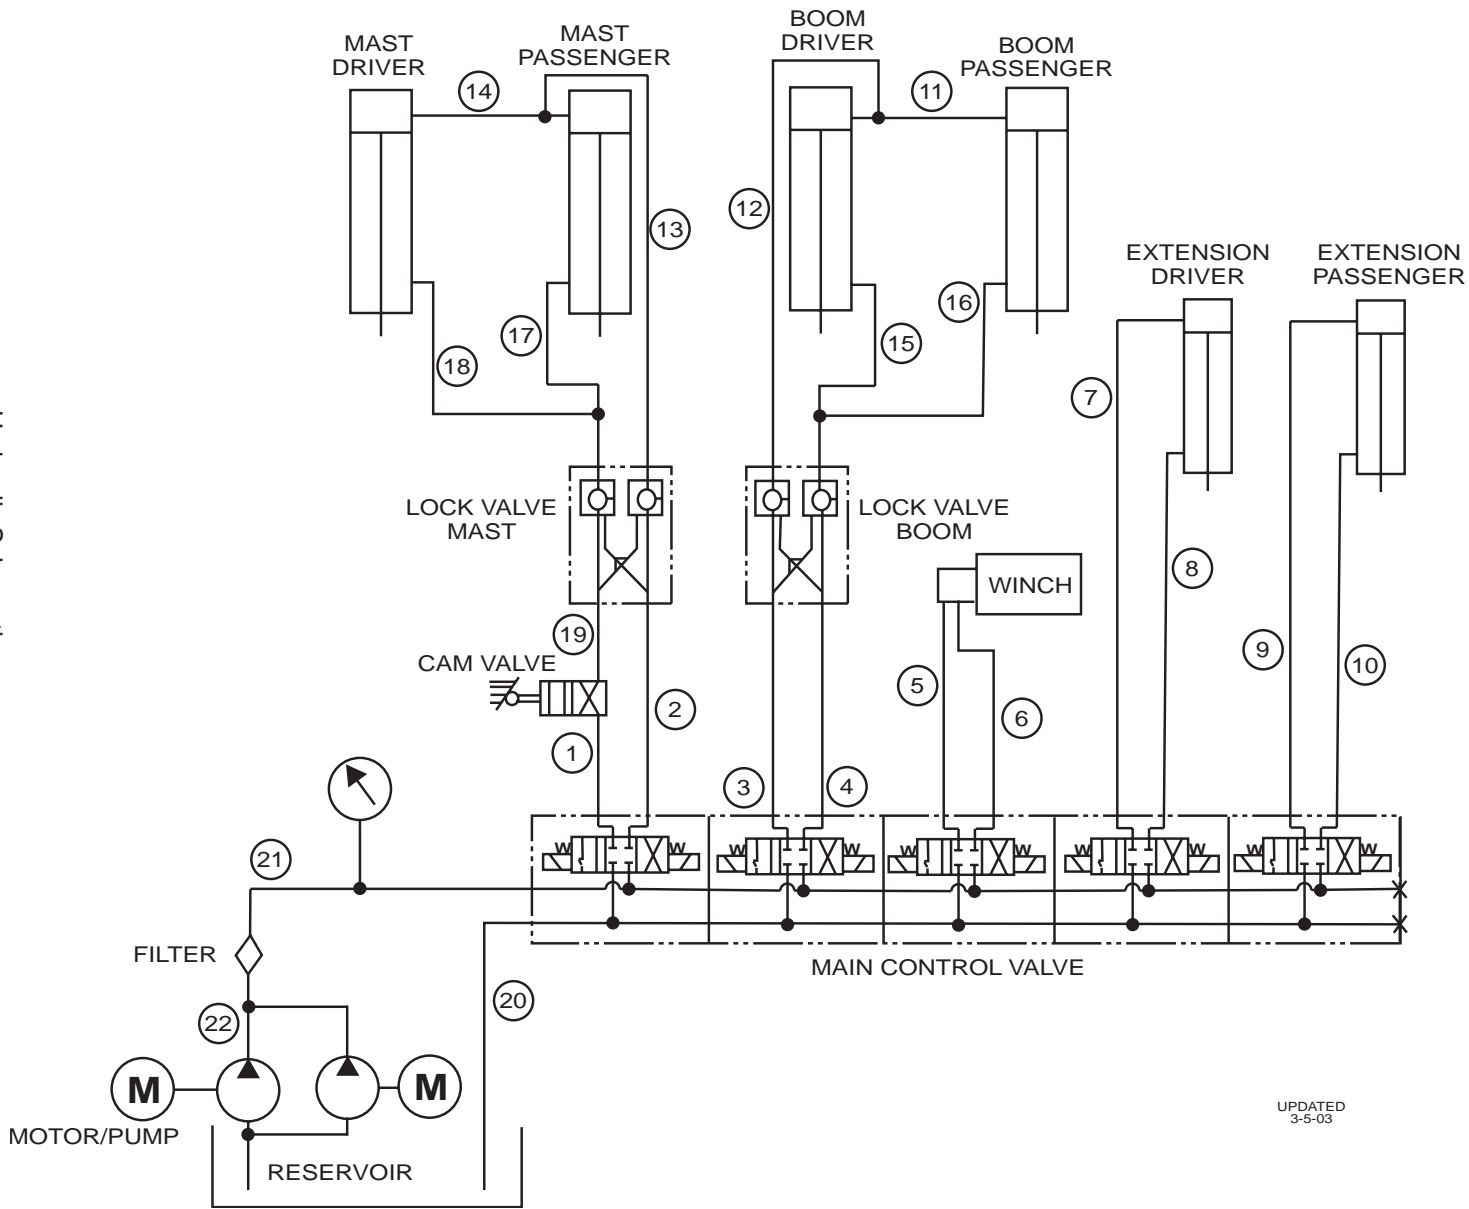 MAST
DRIVER
MAST
PASSENGER
BOOM
DRIVER
BOOM
PASSENGER
14
11
12
13
EXTENSION
DRIVER
EXTENSION
PASSENGER
16
17
15
18
7
LOCK VALVE
MAST
LOCK VALVE
BOOM
8
WINCH
19
9
10
CAM VALVE
5
2
6
1
3
4
21
W W W W W W W W W W
FILTER
MAIN CONTROL VALVE
20
22
M
M
MOTOR/PUMP
RESERVOIR
UPDATED
3-5-03